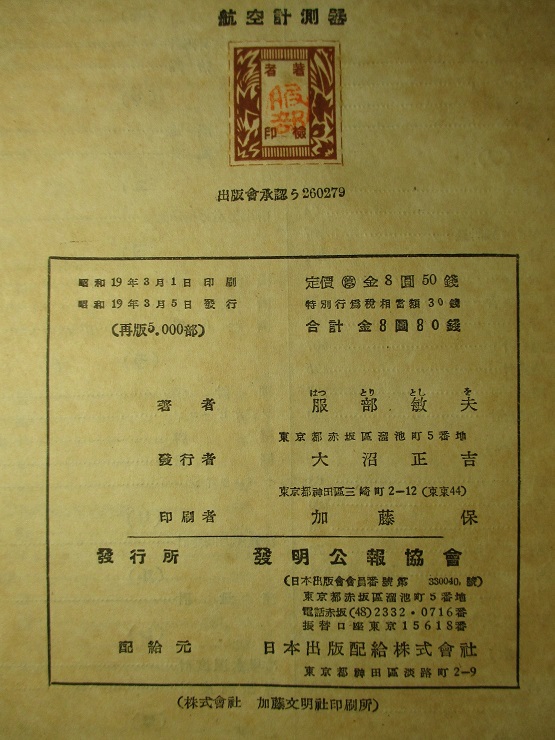 航空計測器
著者
服部
檢印
出版會承認う260279
昭和19年3月1日 印刷
昭和19年3月5日 發行
(再版5.000部)
定價 金8圓50錢
特別行爲稅相當額 30錢
合計 金8圓80錢
はつ とり とし を
著者 服部敏夫
東京都赤坂區溜池町5番地
發行者 大沼正吉
東京都神田區三崎町2-12 (東東44)
印刷者 加藤保
發行所 發明公報協會
(日本出版會會員番號第 330040. 號)
東京都赤坂區溜池町5番地
電話赤坂(48)2332・0716番
振替口座東京15618番
配給元 日本出版配給株式會社
東京都神田區淡路町2-9
(株式會社 加藤文明社印刷所)